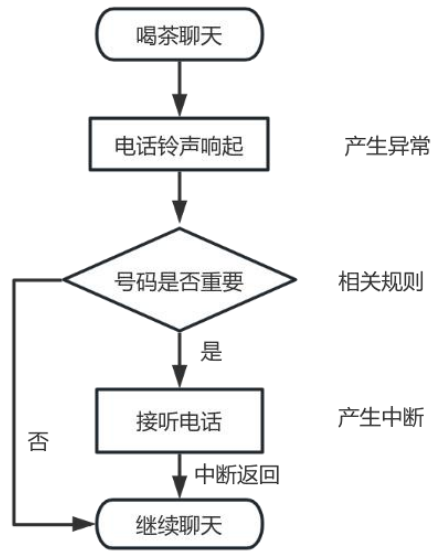 喝茶聊天
电话铃声响起
产生异常
号码是否重要
相关规则
是
接听电话
产生中断
否
中断返回
继续聊天